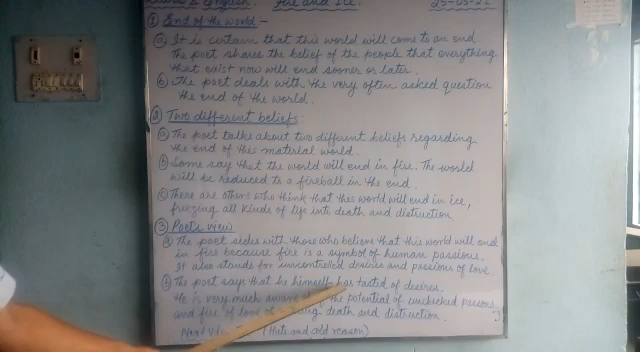 English. Fire and Ice. 25-05-21
① End of the world -
ⓐ It is certain that this world will come to an end
The poet shares the belief of the people that everything
that exist now will end sooner or later.
ⓑ The poet deals with the very often asked question
the end of the world.
② Two different beliefs
ⓐ The poet talks about two different beliefs regarding
the end of this material world.
ⓑ Some say that the world will end in fire. The world
will be reduced to a fireball in the end.
ⓒ There are others who think that this world will end in ice,
freezing all kinds of life into death and distruction
③ Poets view
ⓐ The poet sides with those who believe that this world will end
in fire because fire is a symbol of human passions.
It also stands for uncontrolled desires and passions of love.
ⓑ The poet says that he himself has tasted of desires.
He is very much aware the potential of unchecked passions
and fire of love death and distruction.
(Hate and cold reason)